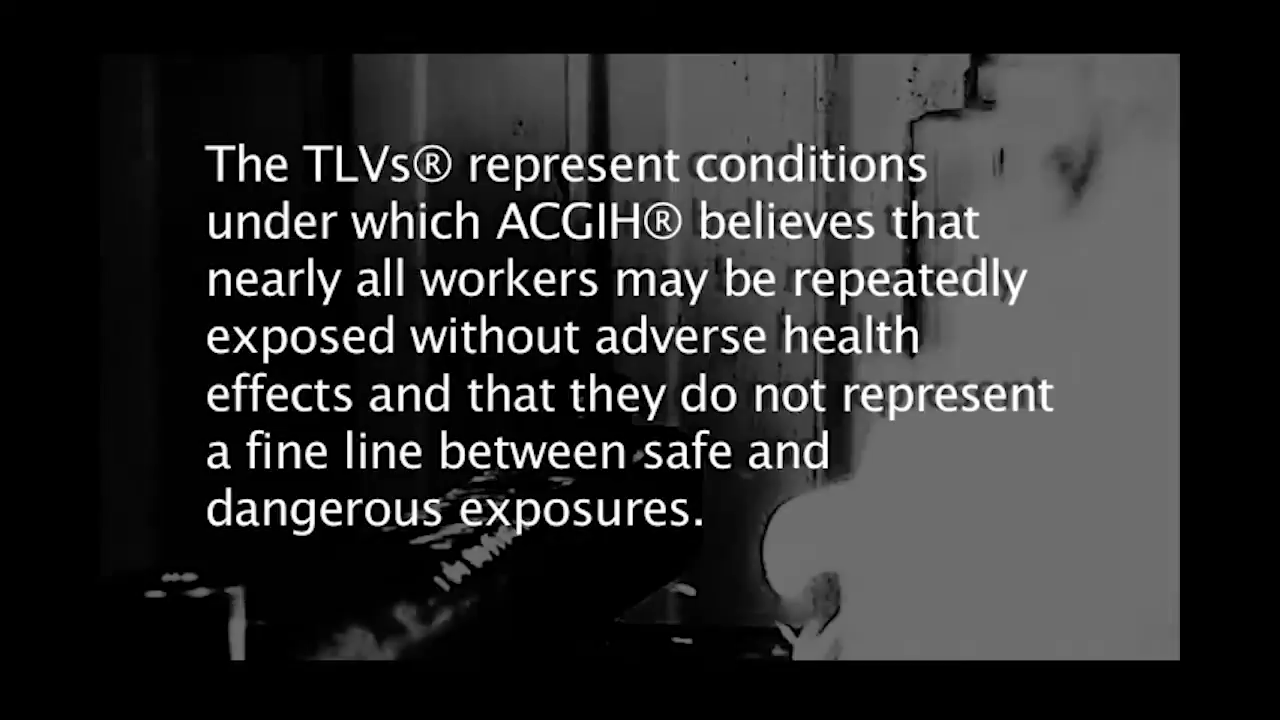 The TLVs® represent conditions
under which ACGIH® believes that
nearly all workers may be repeatedly
exposed without adverse health
effects and that they do not represent
a fine line between safe and
dangerous exposures.